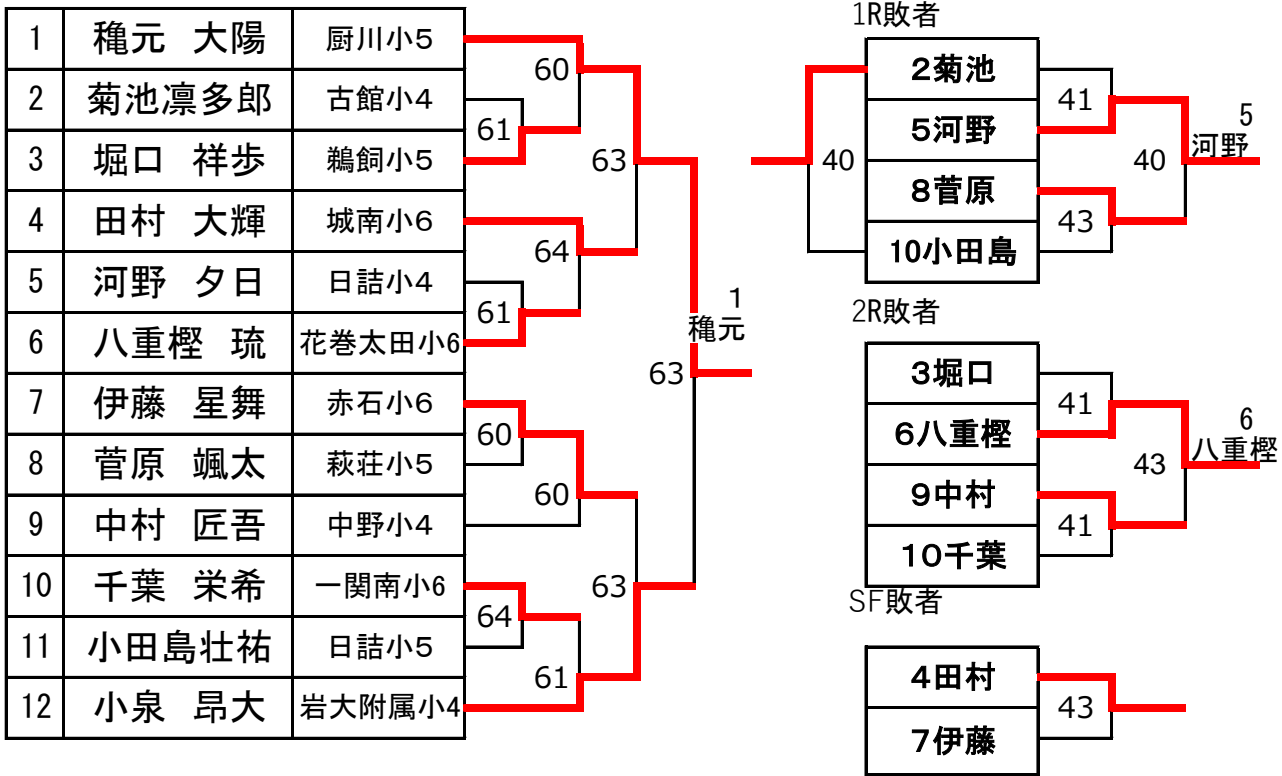 1 穐元 大陽 厨川小5
2 菊池凛多郎 古館小4
3 堀口 祥歩 鵜飼小5
4 田村 大輝 城南小6
5 河野 夕日 日詰小4
6 八重樫 琉 花巻太田小6
7 伊藤 星舞 赤石小6
8 菅原 颯太 萩荘小5
9 中村 匠吾 中野小4
10 千葉 栄希 一関南小6
11 小田島壮祐 日詰小5
12 小泉 昂大 岩大附属小4
60
61
63
64
61
60
60
63
64
61
63
1
穐元
1R敗者
2菊池
5河野
8菅原
10小田島
40
41
43
40
5
河野
2R敗者
3堀口
6八重樫
9中村
10千葉
41
41
43
6
八重樫
SF敗者
4田村
7伊藤
43